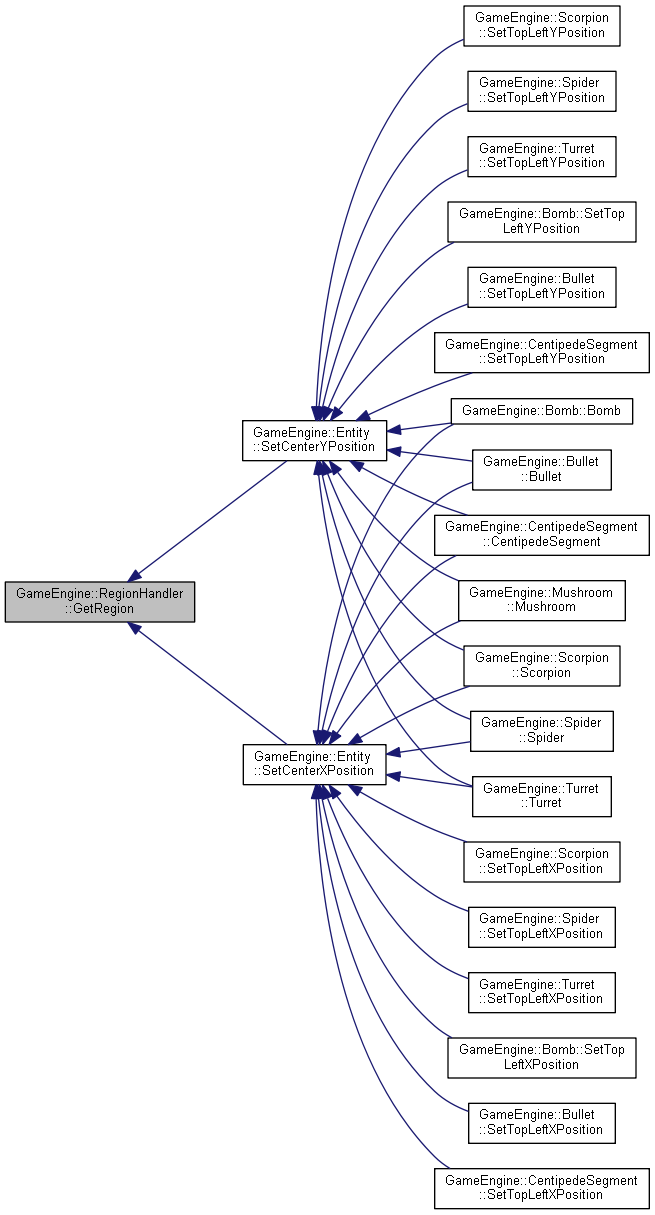 GameEngine::Scorpion
::SetTopLeftYPosition
GameEngine::Spider
::SetTopLeftYPosition
GameEngine::Turret
::SetTopLeftYPosition
GameEngine::Bomb::SetTop
LeftYPosition
GameEngine::Bullet
::SetTopLeftYPosition
GameEngine::CentipedeSegment
::SetTopLeftYPosition
GameEngine::Bomb::Bomb
GameEngine::Entity
::SetCenterYPosition
GameEngine::Bullet
::Bullet
GameEngine::CentipedeSegment
::CentipedeSegment
GameEngine::RegionHandler
::GetRegion
GameEngine::Mushroom
::Mushroom
GameEngine::Scorpion
::Scorpion
GameEngine::Spider
::Spider
GameEngine::Entity
::SetCenterXPosition
GameEngine::Turret
::Turret
GameEngine::Scorpion
::SetTopLeftXPosition
GameEngine::Spider
::SetTopLeftXPosition
GameEngine::Turret
::SetTopLeftXPosition
GameEngine::Bomb::SetTop
LeftXPosition
GameEngine::Bullet
::SetTopLeftXPosition
GameEngine::CentipedeSegment
::SetTopLeftXPosition